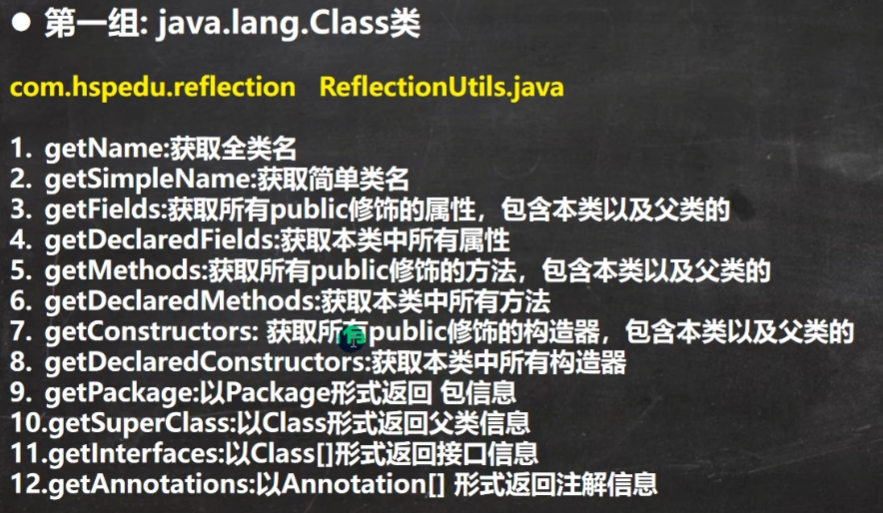 ● 第一组: java.lang.Class类
com.hspedu.reflection ReflectionUtils.java
1. getName:获取全类名
2. getSimpleName:获取简单类名
3. getFields:获取所有public修饰的属性，包含本类以及父类的
4. getDeclaredFields:获取本类中所有属性
5. getMethods:获取所有public修饰的方法，包含本类以及父类的
6. getDeclaredMethods:获取本类中所有方法
7. getConstructors: 获取所有public修饰的构造器，包含本类以及父类的
8. getDeclaredConstructors:获取本类中所有构造器
9. getPackage:以Package形式返回 包信息
10.getSuperClass:以Class形式返回父类信息
11.getInterfaces:以Class[]形式返回接口信息
12.getAnnotations:以Annotation[] 形式返回注解信息